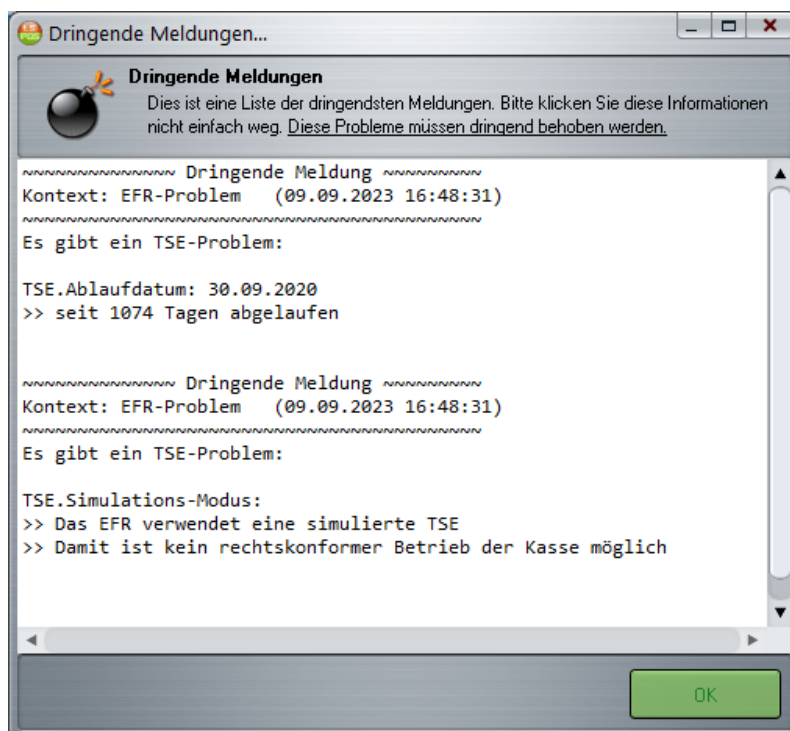 Dringende Meldungen...
Dringende Meldungen
Dies ist eine Liste der dringendsten Meldungen. Bitte klicken Sie diese Informationen
nicht einfach weg. Diese Probleme müssen dringend behoben werden.
~~~~~~~~~~~~~~ Dringende Meldung ~~~~~~~~~
Kontext: EFR-Problem   (09.09.2023 16:48:31)
~~~~~~~~~~~~~~~~~~~~~~~~~~~~~~~~~~~~~~~~~~
Es gibt ein TSE-Problem:
TSE.Ablaufdatum: 30.09.2020
>> seit 1074 Tagen abgelaufen
~~~~~~~~~~~~~~ Dringende Meldung ~~~~~~~~~
Kontext: EFR-Problem   (09.09.2023 16:48:31)
~~~~~~~~~~~~~~~~~~~~~~~~~~~~~~~~~~~~~~~~~~
Es gibt ein TSE-Problem:
TSE.Simulations-Modus:
>> Das EFR verwendet eine simulierte TSE
>> Damit ist kein rechtskonformer Betrieb der Kasse möglich
OK